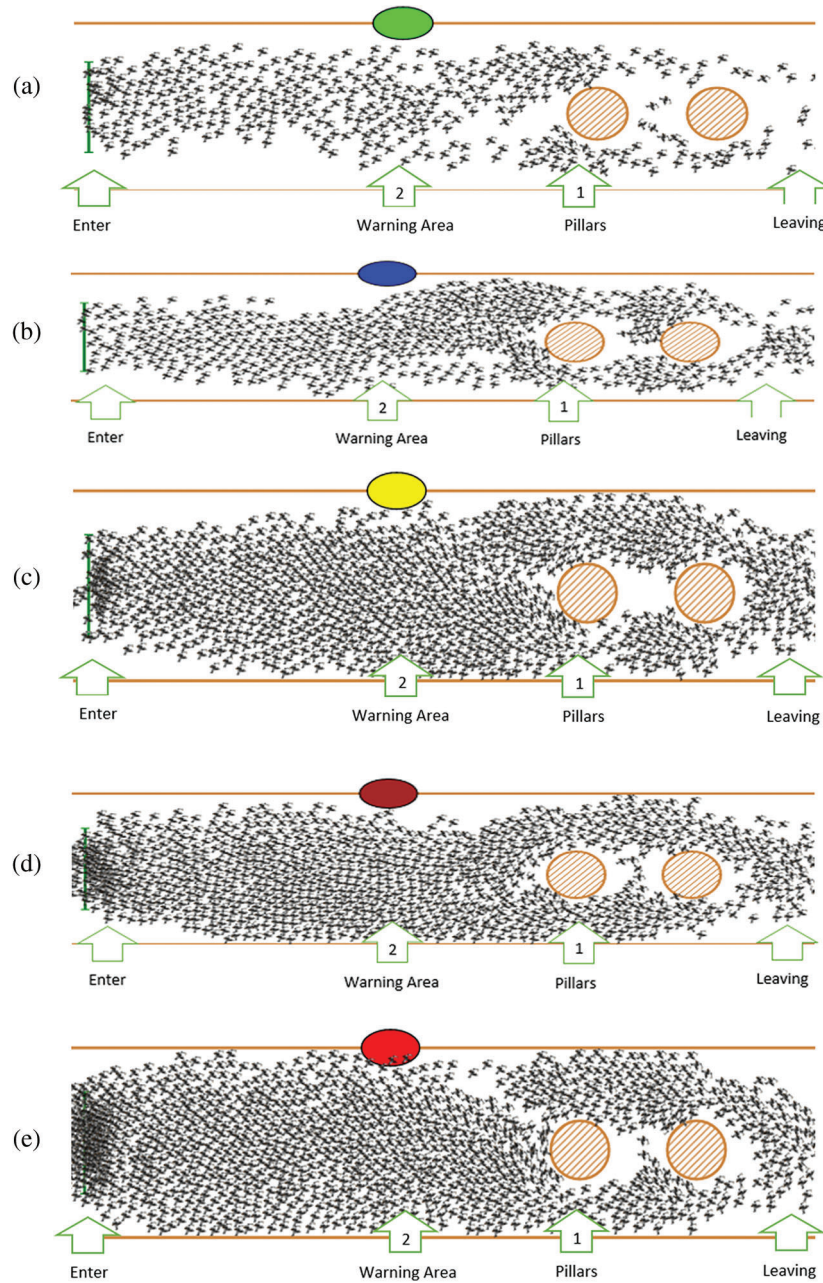 (a)
2
1
Enter
Warning Area
Pillars
Leaving
(b)
2
1
Enter
Warning Area
Pillars
Leaving
(c)
2
1
Enter
Warning Area
Pillars
Leaving
(d)
2
1
Enter
Warning Area
Pillars
Leaving
(e)
2
1
Enter
Warning Area
Pillars
Leaving